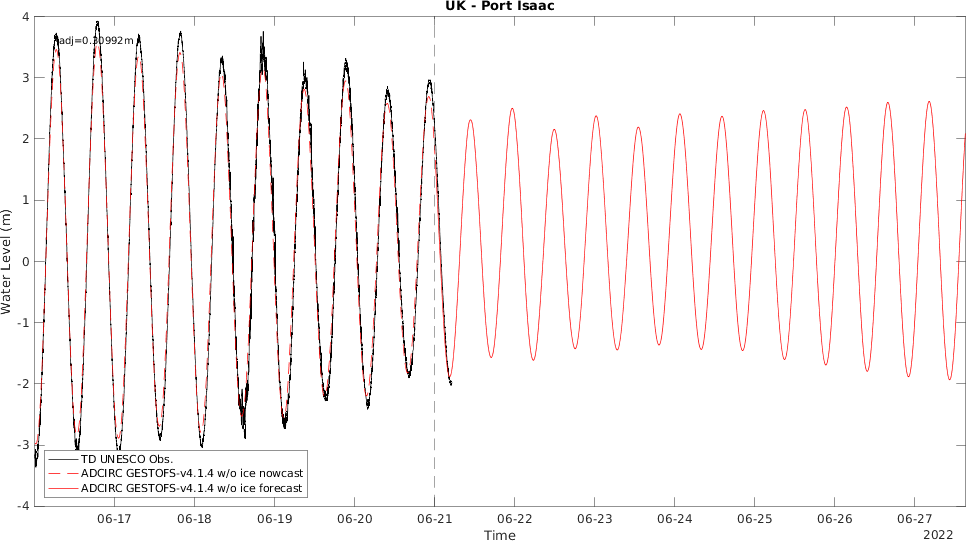 UK - Port Isaac
adj=0.30992m
4
3
2
1
0
-1
-2
-3
-4
Water Level (m)
TD UNESCO Obs.
ADCIRC GESTOFS-v4.1.4 w/o ice nowcast
ADCIRC GESTOFS-v4.1.4 w/o ice forecast
06-17 06-18 06-19 06-20 06-21 06-22 06-23 06-24 06-25 06-26 06-27
Time
2022